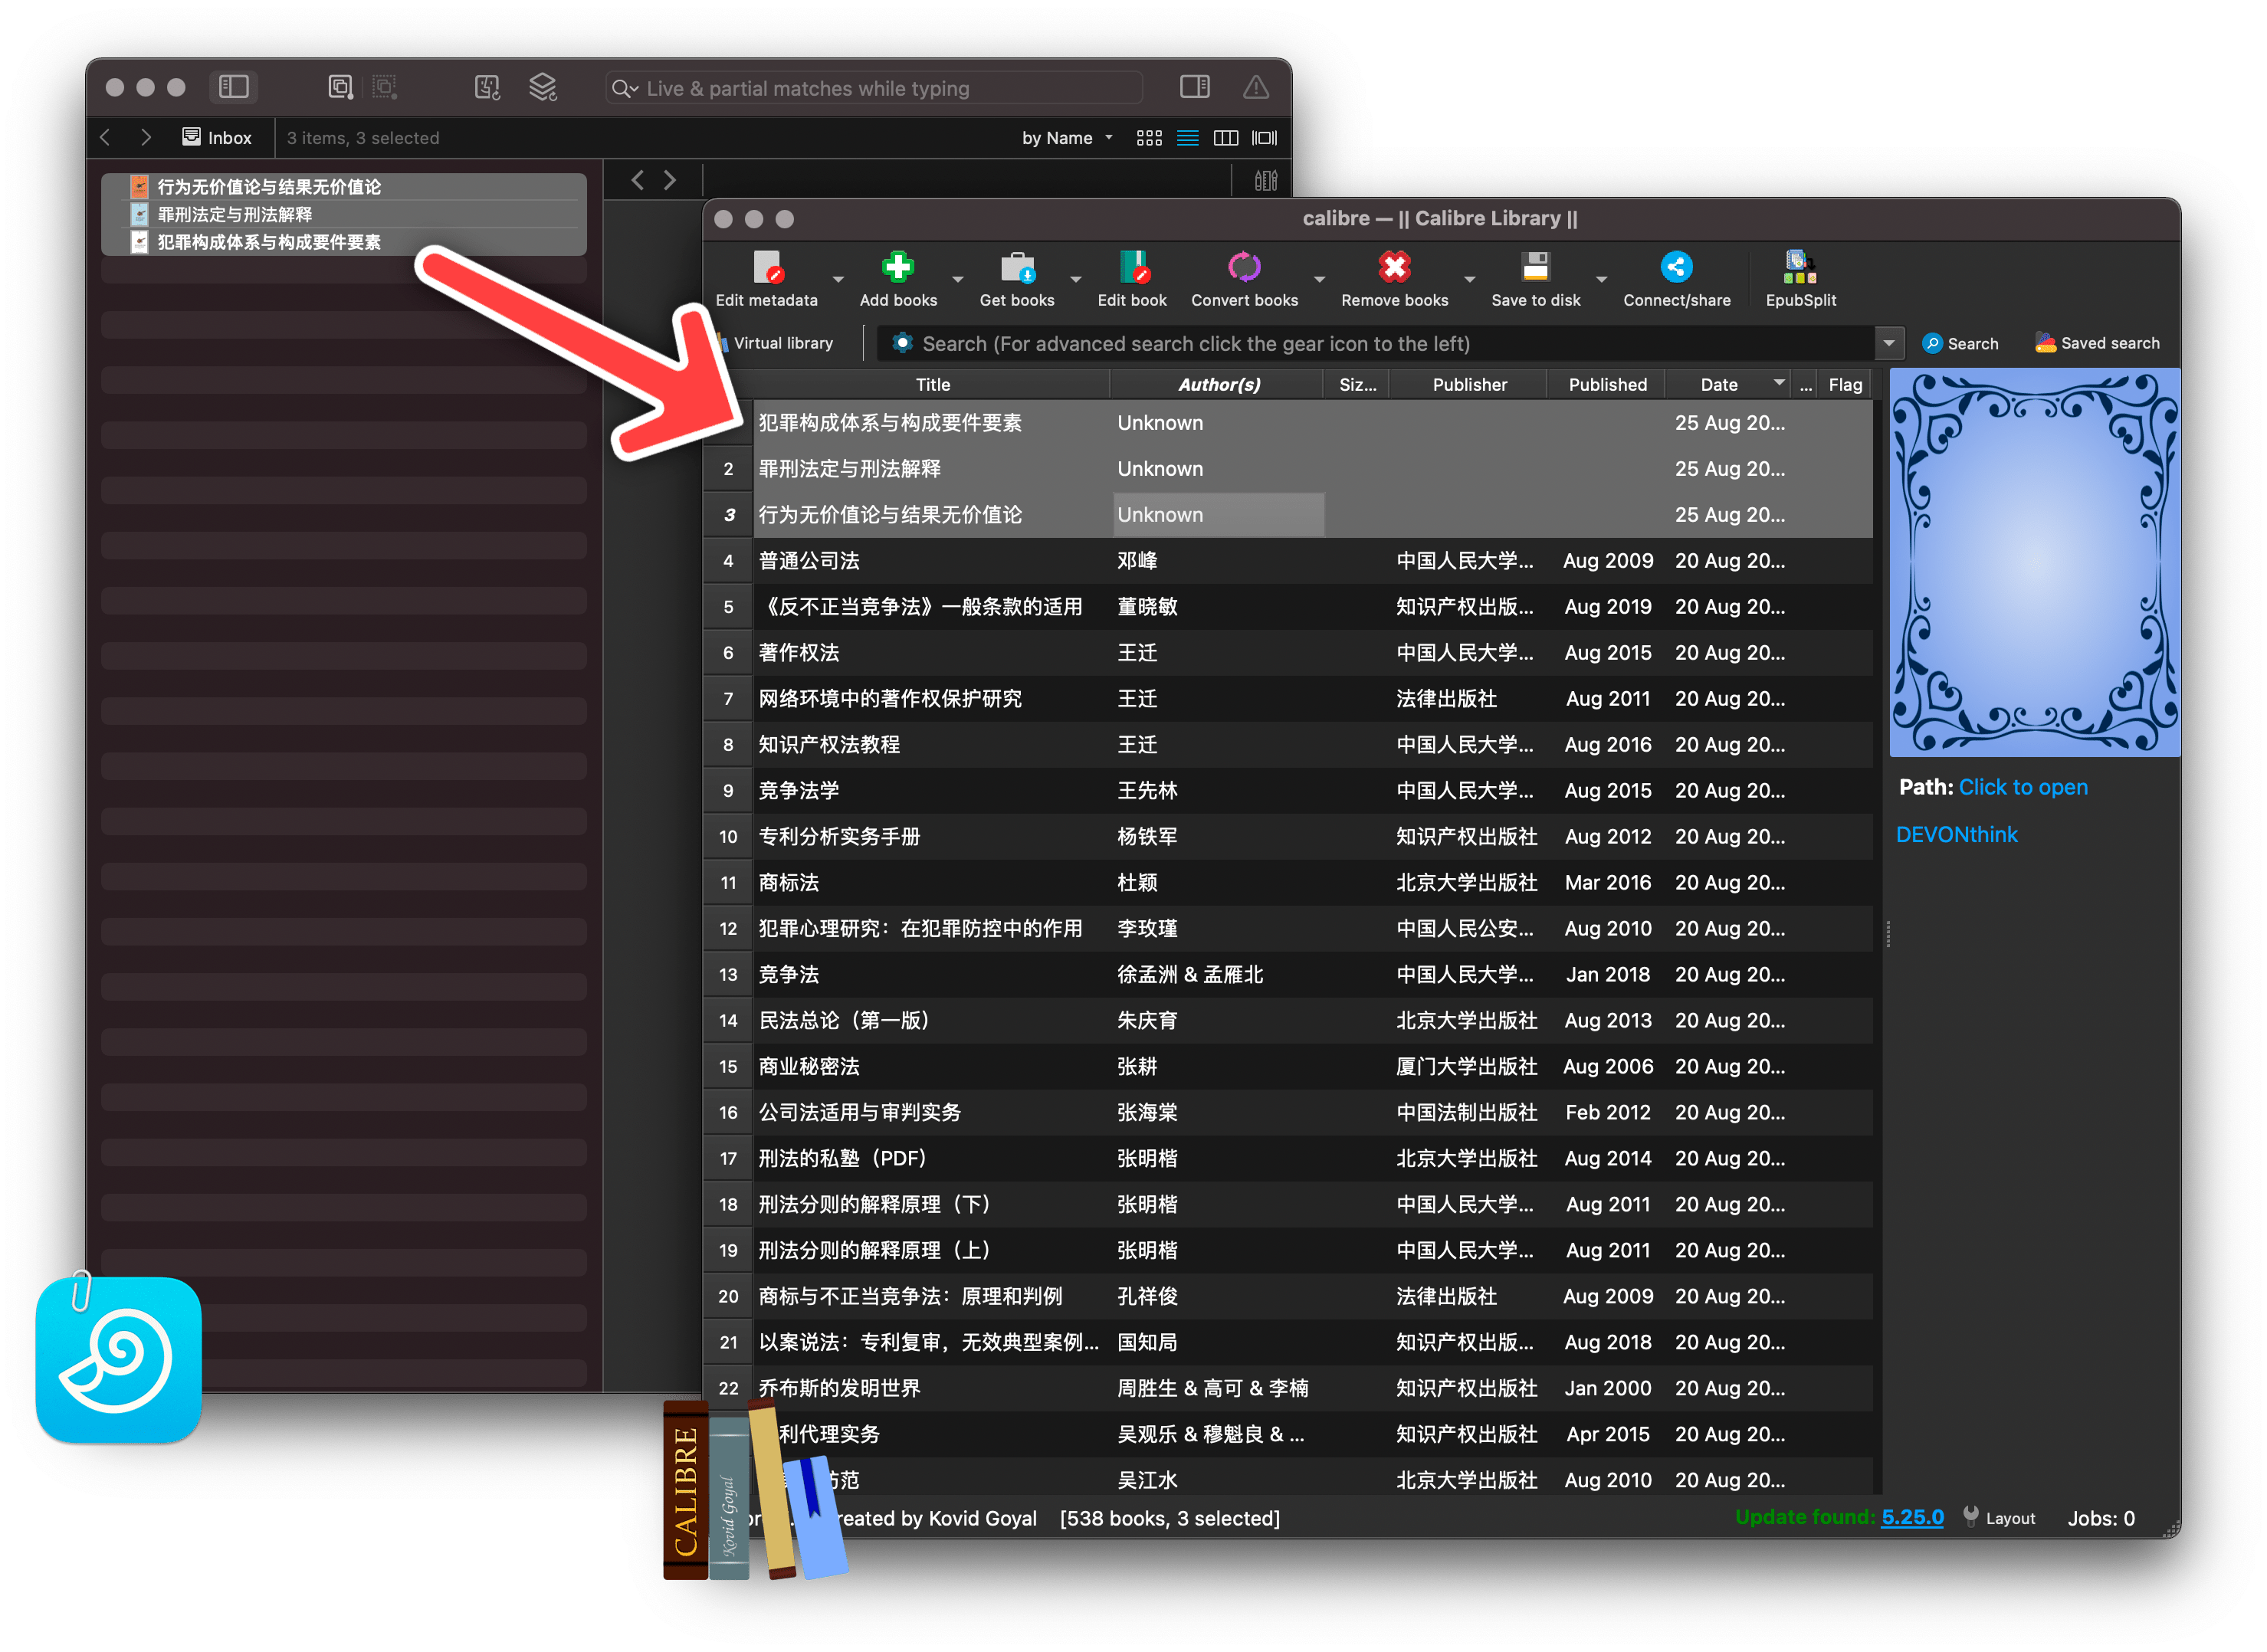 Live & partial matches while typing
Inbox
3 items, 3 selected
by Name
行为无价值论与结果无价值论
罪刑法定与刑法解释
犯罪构成体系与构成要件要素
calibre — || Calibre Library ||
Edit metadata
Add books
Get books
Edit book
Convert books
Remove books
Save to disk
Connect/share
EpubSplit
Virtual library
Search (For advanced search click the gear icon to the left)
Search
Saved search
Title Author(s) Siz... Publisher Published Date ... Flag
犯罪构成体系与构成要件要素 Unknown 25 Aug 20...
2 罪刑法定与刑法解释 Unknown 25 Aug 20...
3 行为无价值论与结果无价值论 Unknown 25 Aug 20...
4 普通公司法 邓峰 中国人民大学... Aug 2009 20 Aug 20...
5 《反不正当竞争法》一般条款的适用 董晓敏 知识产权出版... Aug 2019 20 Aug 20...
6 著作权法 王迁 中国人民大学... Aug 2015 20 Aug 20...
7 网络环境中的著作权保护研究 王迁 法律出版社 Aug 2011 20 Aug 20...
8 知识产权法教程 王迁 中国人民大学... Aug 2016 20 Aug 20...
9 竞争法学 王先林 中国人民大学... Aug 2015 20 Aug 20...
10 专利分析实务手册 杨铁军 知识产权出版社 Aug 2012 20 Aug 20...
11 商标法 杜颖 北京大学出版社 Mar 2016 20 Aug 20...
12 犯罪心理研究：在犯罪防控中的作用 李玫瑾 中国人民公安... Aug 2010 20 Aug 20...
13 竞争法 徐孟洲 & 孟雁北 中国人民大学... Jan 2018 20 Aug 20...
14 民法总论（第一版） 朱庆育 北京大学出版社 Aug 2013 20 Aug 20...
15 商业秘密法 张耕 厦门大学出版社 Aug 2006 20 Aug 20...
16 公司法适用与审判实务 张海棠 中国法制出版社 Feb 2012 20 Aug 20...
17 刑法的私塾（PDF） 张明楷 北京大学出版社 Aug 2014 20 Aug 20...
18 刑法分则的解释原理（下） 张明楷 中国人民大学... Aug 2011 20 Aug 20...
19 刑法分则的解释原理（上） 张明楷 中国人民大学... Aug 2011 20 Aug 20...
20 商标与不正当竞争法：原理和判例 孔祥俊 法律出版社 Aug 2009 20 Aug 20...
21 以案说法：专利复审，无效典型案例... 国知局 知识产权出版... Aug 2018 20 Aug 20...
22 乔布斯的发明世界 周胜生 & 高可 & 李楠 知识产权出版社 Jan 2000 20 Aug 20...
利代理实务 吴观乐 & 穆魁良 & ... 知识产权出版社 Apr 2015 20 Aug 20...
防范 吴江水 北京大学出版社 Aug 2010 20 Aug 20...
Path: Click to open
DEVONthink
reated by Kovid Goyal [538 books, 3 selected]
Update found: 5.25.0
Layout
Jobs: 0
CALIBRE
Kovid Goyal